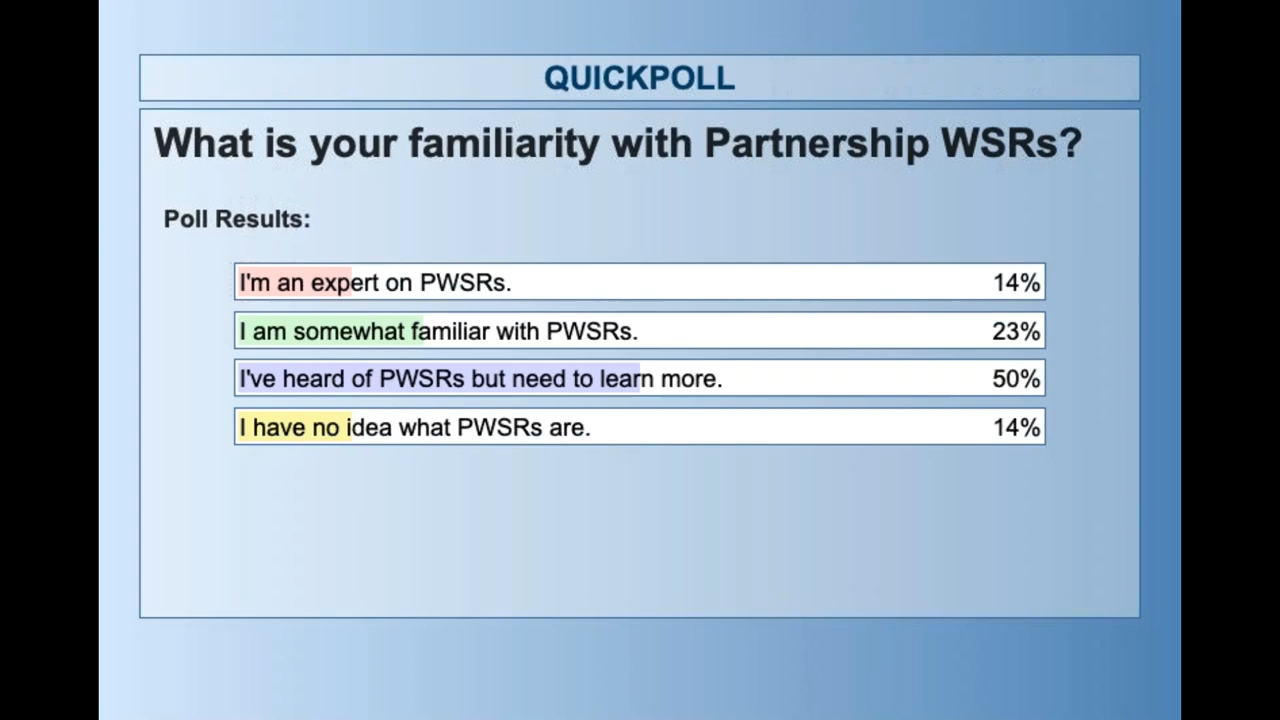 QUICKPOLL
What is your familiarity with Partnership WSRs?
Poll Results:
I'm an expert on PWSRs. 14%
I am somewhat familiar with PWSRs. 23%
I've heard of PWSRs but need to learn more. 50%
I have no idea what PWSRs are. 14%